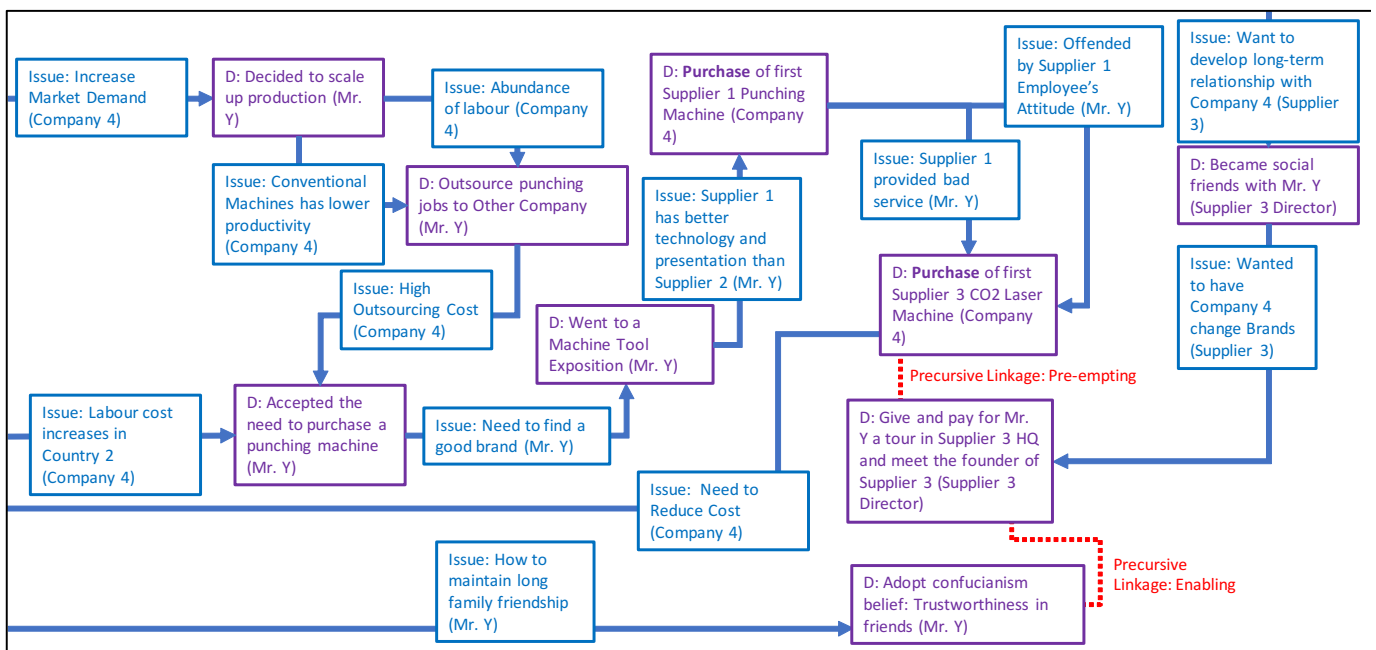 Issue: Increase
Market Demand
(Company 4)
D: Decided to scale
up production (Mr.
Y)
Issue: Abundance
of labour (Company
4)
D: Purchase of first
Supplier 1 Punching
Machine (Company
4)
Issue: Offended
by Supplier 1
Employee’s
Attitude (Mr. Y)
Issue: Want to
develop long-term
relationship with
Company 4 (Supplier
3)
Issue: Conventional
Machines has lower
productivity
(Company 4)
D: Outsource punching
jobs to Other Company
(Mr. Y)
Issue: Supplier 1
has better
technology and
presentation than
Supplier 2 (Mr. Y)
Issue: Supplier 1
provided bad
service (Mr. Y)
D: Became social
friends with Mr. Y
(Supplier 3 Director)
Issue: High
Outsourcing Cost
(Company 4)
D: Went to a
Machine Tool
Exposition (Mr. Y)
D: Purchase of first
Supplier 3 CO2 Laser
Machine (Company
4)
Issue: Wanted
to have
Company 4
change Brands
(Supplier 3)
Precursive Linkage: Pre-empting
Issue: Labour cost
increases in
Country 2
(Company 4)
D: Accepted the
need to purchase a
punching machine
(Mr. Y)
Issue: Need to find a
good brand (Mr. Y)
D: Give and pay for Mr.
Y a tour in Supplier 3 HQ
and meet the founder of
Supplier 3 (Supplier 3
Director)
Issue: Need to
Reduce Cost
(Company 4)
Issue: How to
maintain long
family friendship
(Mr. Y)
D: Adopt confucianism
belief: Trustworthiness in
friends (Mr. Y)
Precursive
Linkage: Enabling